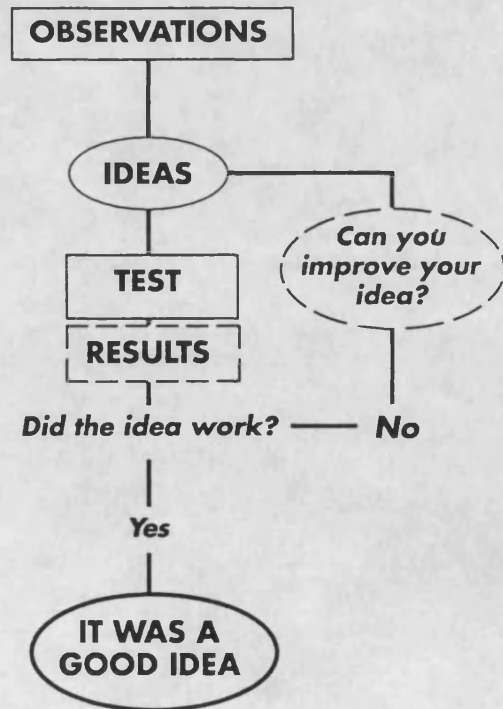 OBSERVATIONS
IDEAS
Can you
improve your
idea?
TEST
RESULTS
Did the idea work?
No
Yes
IT WAS A
GOOD IDEA